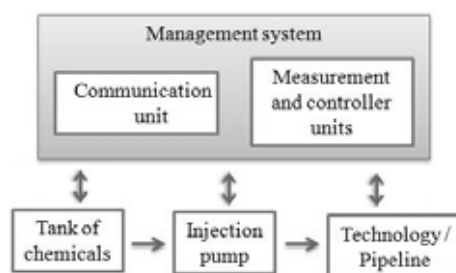 Management system
Communication
unit
Measurement
and controller
units
Tank of
chemicals
Injection
pump
Technology /
Pipeline